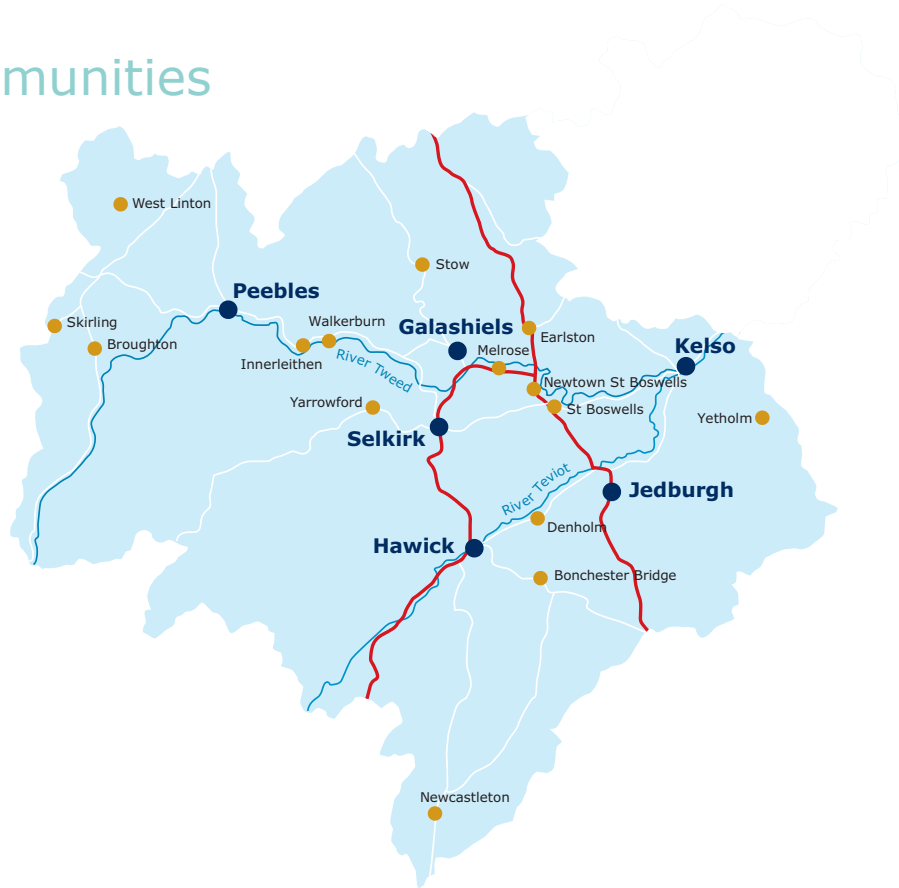 munities
West Linton
Stow
Peebles
Skirling
Walkerburn
Galashiels
Earlston
Broughton
Kelso
Melrose
River Tweed
Innerleithen
Newtown St Boswells
Yarrowford
St Boswells
Yetholm
Selkirk
River Teviot
Jedburgh
Denholm
Hawick
Bonchester Bridge
Newcastleton